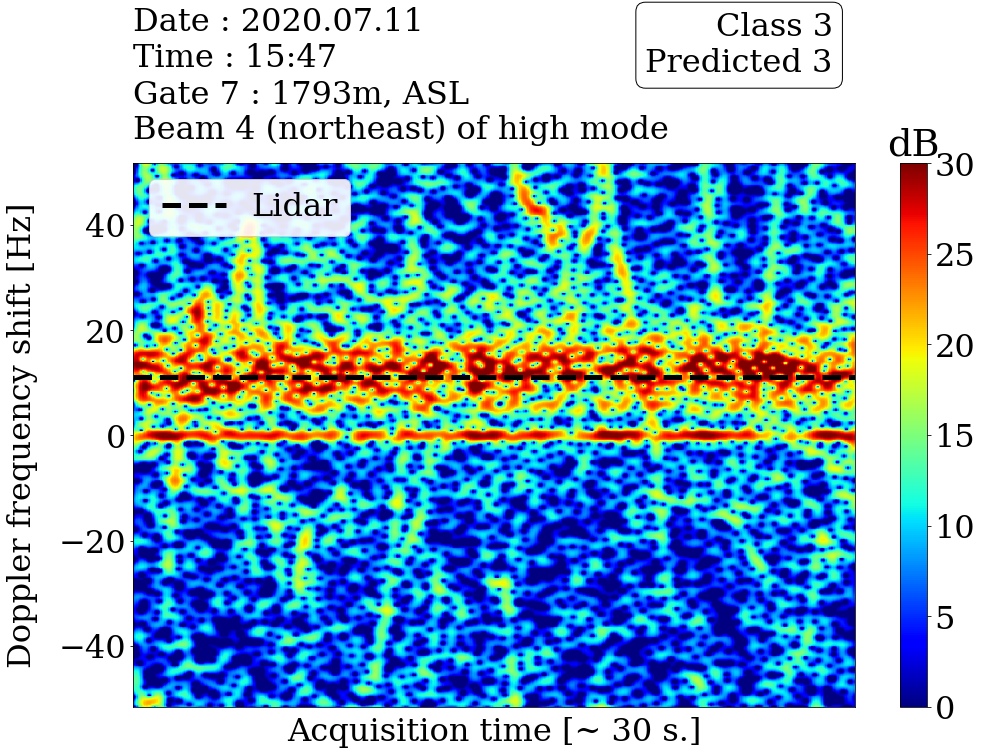 Date : 2020.07.11
Time : 15:47
Gate 7 : 1793m, ASL
Beam 4 (northeast) of high mode
Class 3
Predicted 3
dB
Lidar
Doppler frequency shift [Hz]
40
20
0
−20
−40
30
25
20
15
10
5
0
Acquisition time [~ 30 s.]